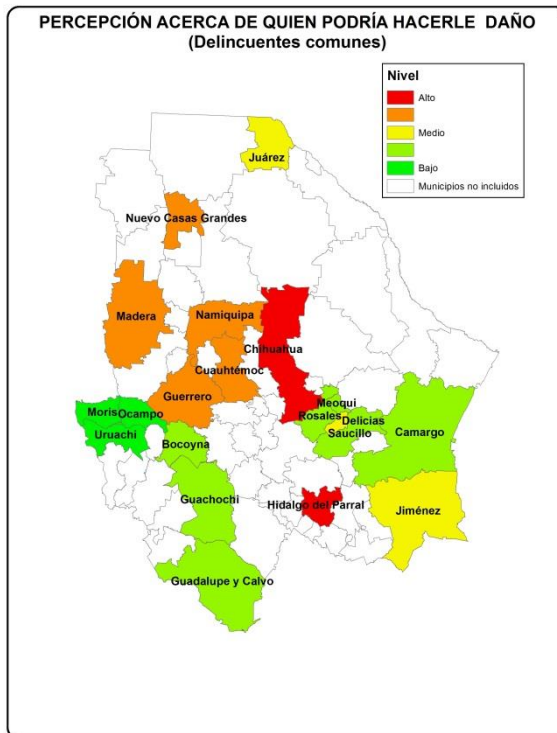 PERCEPCIÓN ACERCA DE QUIEN PODRÍA HACERLE DAÑO
(Delincuentes comunes)
Nivel
Alto
Medio
Bajo
Municipios no incluidos
Juárez
Nuevo Casas Grandes
Madera
Namiquipa
Chihuahua
Cuauhtémoc
Guerrero
Meoqui
Moris
Ocampo
Rosales
Delicias
Uruachi
Bocoyna
Saucillo
Camargo
Guachochi
Hidalgo del Parral
Jiménez
Guadalupe y Calvo